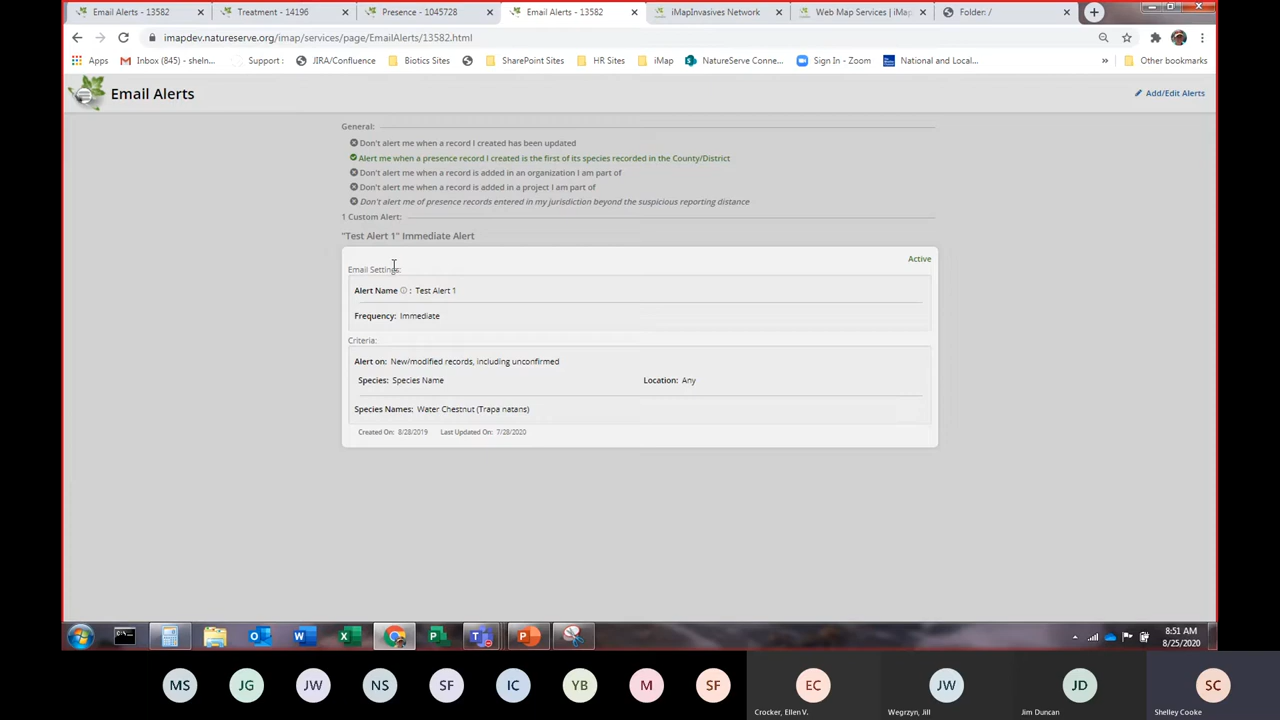 Email Alerts - 13582
Treatment - 14196
Presence - 1045728
Email Alerts - 13582
iMapInvasives Network
Web Map Services | iMap
Folder: /
imapdev.natureserve.org/imap/services/page/EmailAlerts/13582.html
Apps
Inbox (845) - sheln...
Support :
JIRA/Confluence
Biotics Sites
SharePoint Sites
HR Sites
iMap
NatureServe Conne...
Sign In - Zoom
National and Local...
»
Other bookmarks
Email Alerts
Add/Edit Alerts
General:
Don't alert me when a record I created has been updated
Alert me when a presence record I created is the first of its species recorded in the County/District
Don't alert me when a record is added in an organization I am part of
Don't alert me when a record is added in a project I am part of
Don't alert me of presence records entered in my jurisdiction beyond the suspicious reporting distance
1 Custom Alert:
"Test Alert 1" Immediate Alert
Active
Email Settings:
Alert Name : Test Alert 1
Frequency: Immediate
Criteria:
Alert on: New/modified records, including unconfirmed
Species: Species Name Location: Any
Species Names: Water Chestnut (Trapa natans)
Created On: 8/28/2019 Last Updated On: 7/28/2020
8:51 AM
8/25/2020
MS
JG
JW
NS
SF
IC
YB
M
SF
EC
JW
JD
SC
Crocker, Ellen V.
Wegrzyn, Jill
Jim Duncan
Shelley Cooke